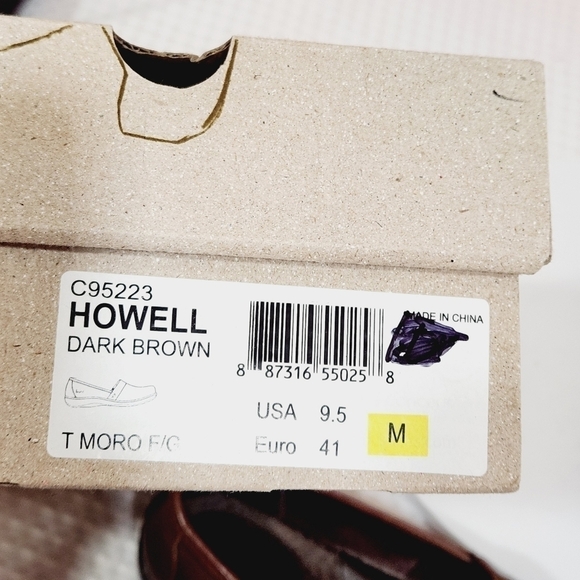 C95223
HOWELL
DARK BROWN
MADE IN CHINA
8 87316 55025 8
USA 9.5
Euro 41
M
T MORO F/G